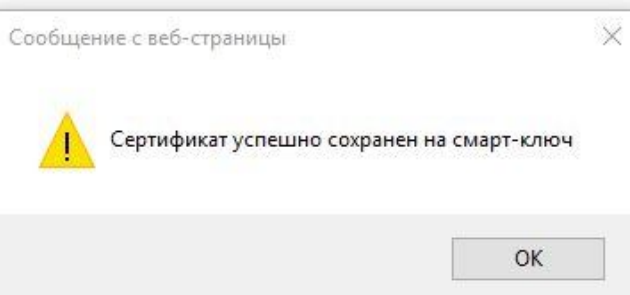 Сообщение с веб-страницы
Сертификат успешно сохранен на смарт-ключ
OK